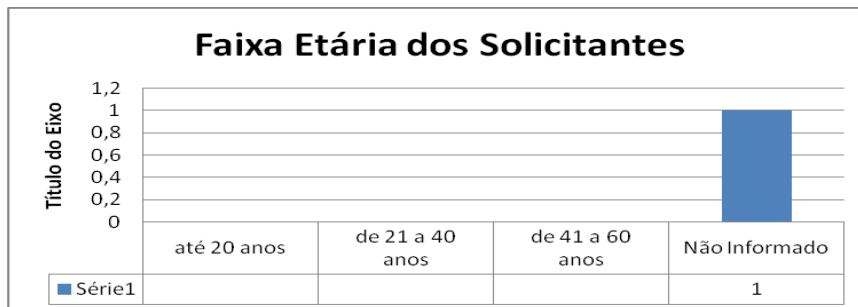 Faixa Etária dos Solicitantes
Título do Eixo
1,2
1
0,8
0,6
0,4
0,2
0
até 20 anos
de 21 a 40 anos
de 41 a 60 anos
Não Informado
Série1
1